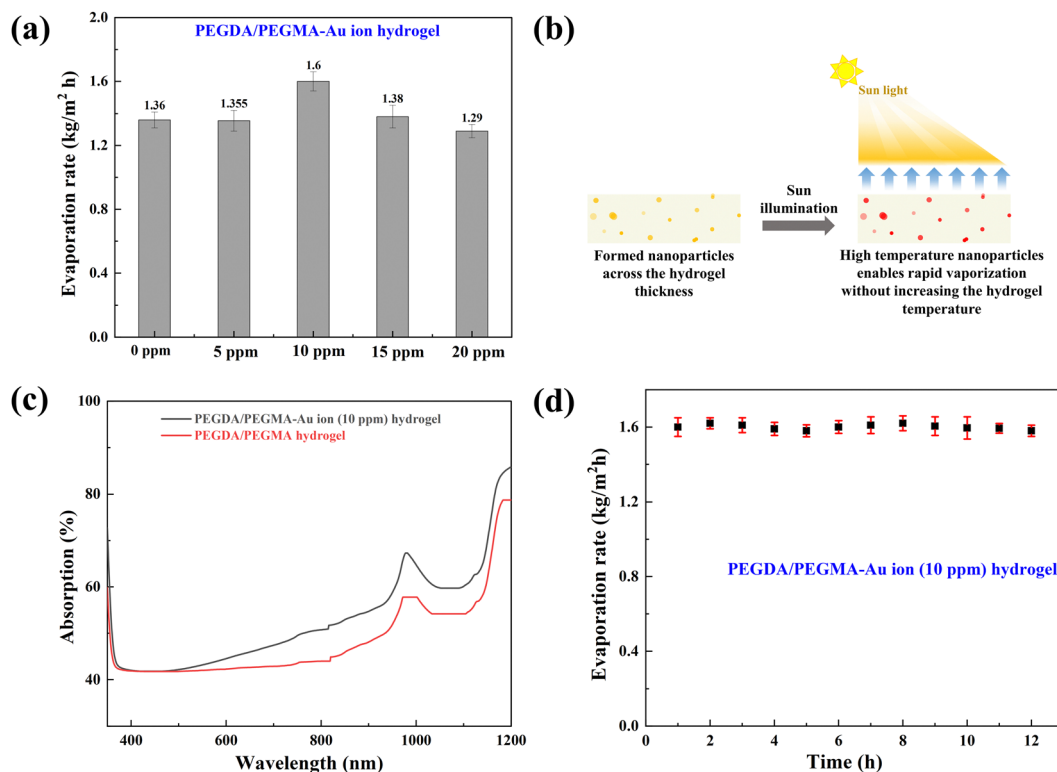 (a)
PEGDA/PEGMA-Au ion hydrogel
Evaporation rate (kg/m² h)
2.0
1.6
1.2
0.8
0.4
0.0
1.36
1.355
1.6
1.38
1.29
0 ppm
5 ppm
10 ppm
15 ppm
20 ppm
(b)
Sun light
Sun
illumination
Formed nanoparticles
across the hydrogel
thickness
High temperature nanoparticles
enables rapid vaporization
without increasing the hydrogel
temperature
(c)
PEGDA/PEGMA-Au ion (10 ppm) hydrogel
PEGDA/PEGMA hydrogel
Absorption (%)
100
80
60
40
400
600
800
1000
1200
Wavelength (nm)
(d)
Evaporation rate (kg/m²h)
1.6
1.2
0.8
0.4
0.0
PEGDA/PEGMA-Au ion (10 ppm) hydrogel
0
2
4
6
8
10
12
Time (h)